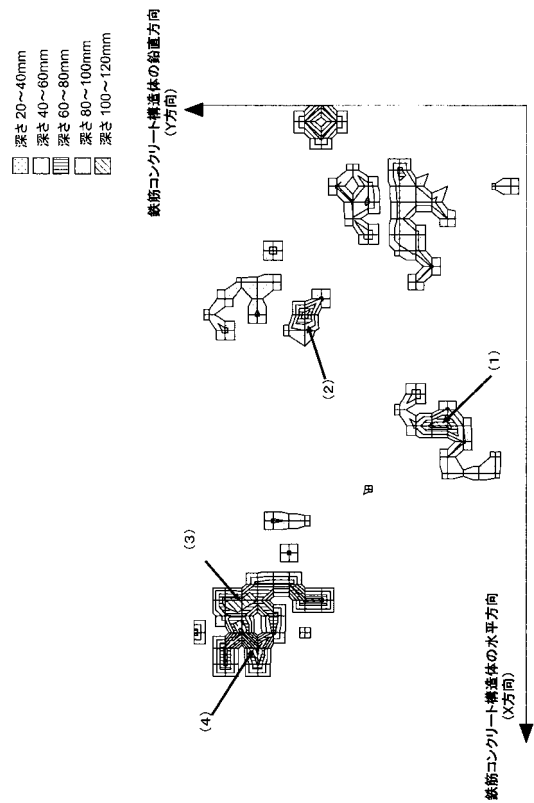 深さ 20～40mm
深さ 40～60mm
深さ 60～80mm
深さ 80～100mm
深さ 100～120mm
鉄筋コンクリート構造体の鉛直方向
(Y方向)
(1)
(2)
(3)
(4)
鉄筋コンクリート構造体の水平方向
(X方向)